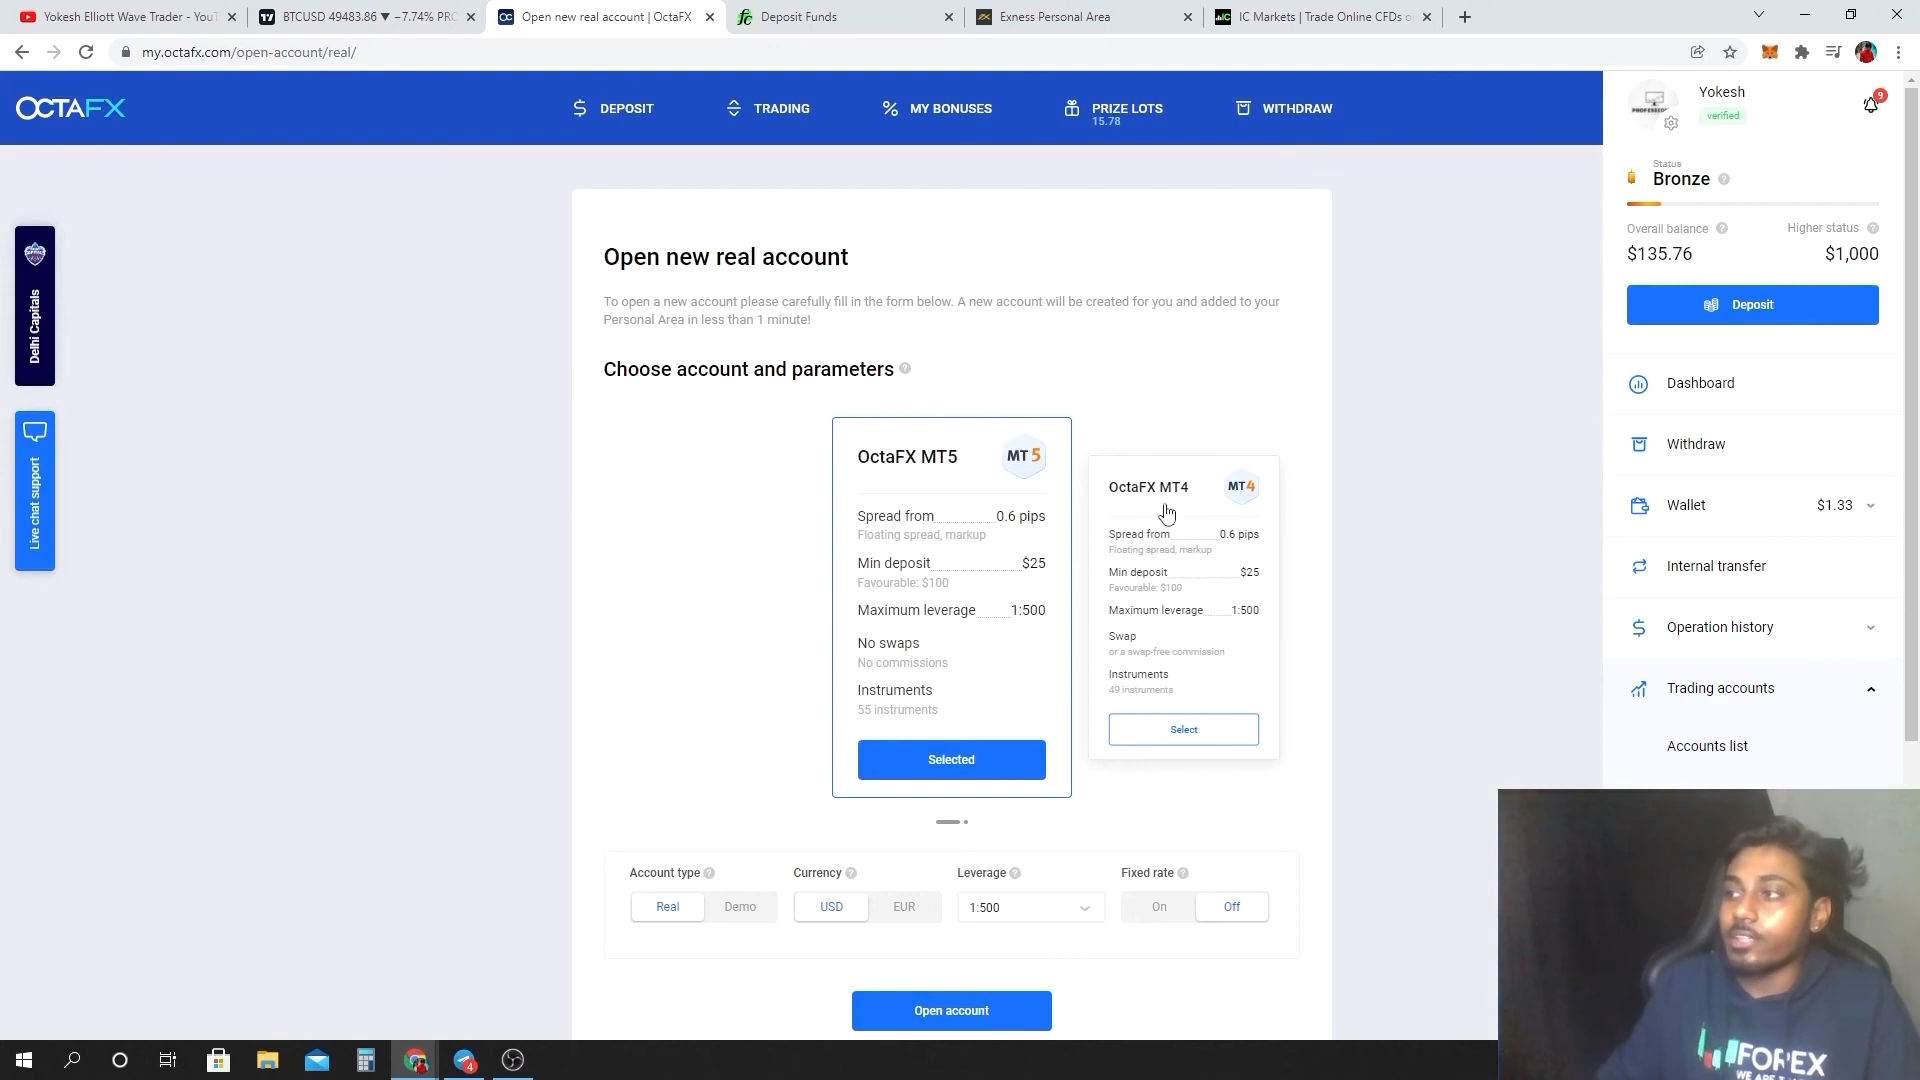 Yokesh Elliott Wave Trader - YouT
BTCUSD 49483.86 ▼ −7.74% PRO
Open new real account | OctaFX
Deposit Funds
Exness Personal Area
IC Markets | Trade Online CFDs o
my.octafx.com/open-account/real/
OCTAFX
DEPOSIT
TRADING
MY BONUSES
PRIZE LOTS
15.78
WITHDRAW
Yokesh
verified
9
Status
Bronze
Overall balance
Higher status
$135.76
$1,000
Deposit
Dashboard
Withdraw
Wallet $1.33
Internal transfer
Operation history
Trading accounts
Accounts list
Delhi Capitals
Live chat support
Open new real account
To open a new account please carefully fill in the form below. A new account will be created for you and added to your
Personal Area in less than 1 minute!
Choose account and parameters
OctaFX MT5
MT5
Spread from 0.6 pips
Floating spread, markup
Min deposit $25
Favourable: $100
Maximum leverage 1:500
No swaps
No commissions
Instruments
55 instruments
Selected
OctaFX MT4
MT4
Spread from 0.6 pips
Floating spread, markup
Min deposit $25
Favourable: $100
Maximum leverage 1:500
Swap
or a swap-free commission
Instruments
49 instruments
Select
Account type
Currency
Leverage
Fixed rate
Real
Demo
USD
EUR
1:500
On
Off
Open account
4
FOREX